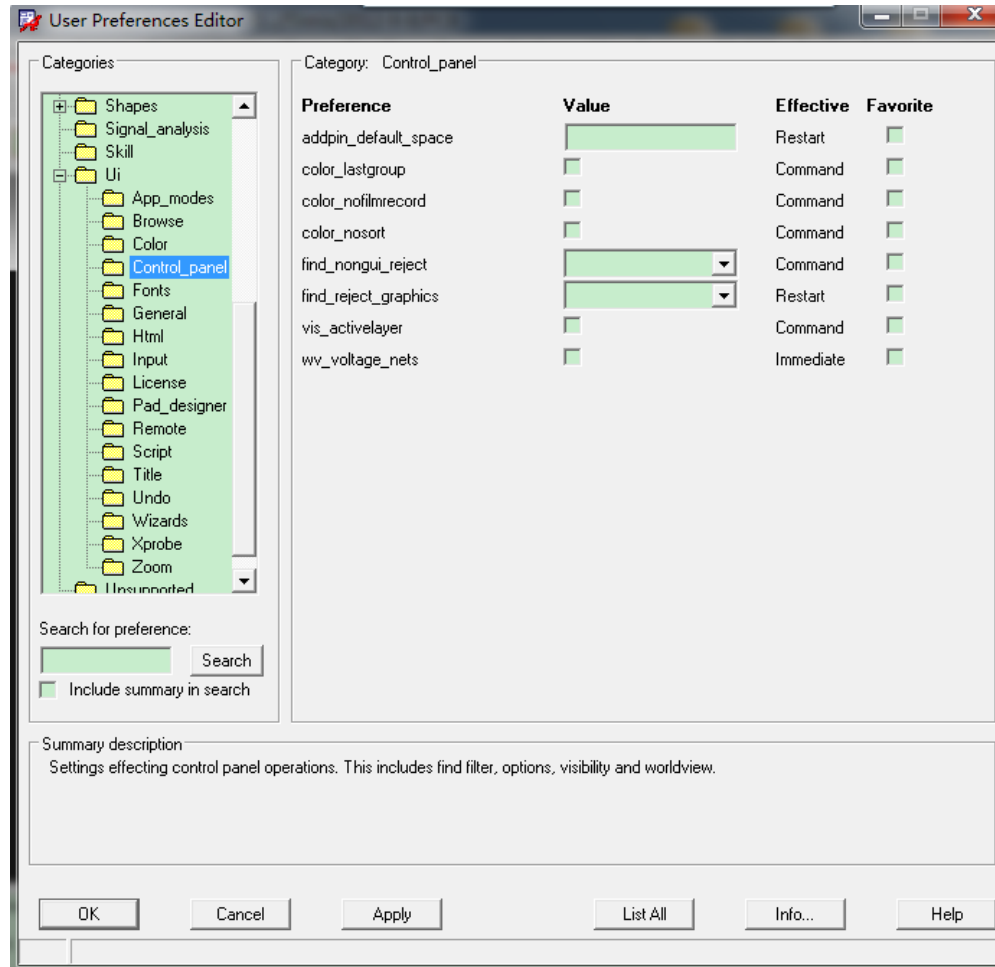 User Preferences Editor
Categories
Shapes
Signal_analysis
Skill
Ui
App_modes
Browse
Color
Control_panel
Fonts
General
Html
Input
License
Pad_designer
Remote
Script
Title
Undo
Wizards
Xprobe
Zoom
Unsupported
Search for preference:
Search
Include summary in search
Category: Control_panel
Preference Value Effective Favorite
addpin_default_space Restart
color_lastgroup Command
color_nofilmrecord Command
color_nosort Command
find_nongui_reject Command
find_reject_graphics Restart
vis_activelayer Command
wv_voltage_nets Immediate
Summary description
Settings effecting control panel operations. This includes find filter, options, visibility and worldview.
OK Cancel Apply List All Info... Help